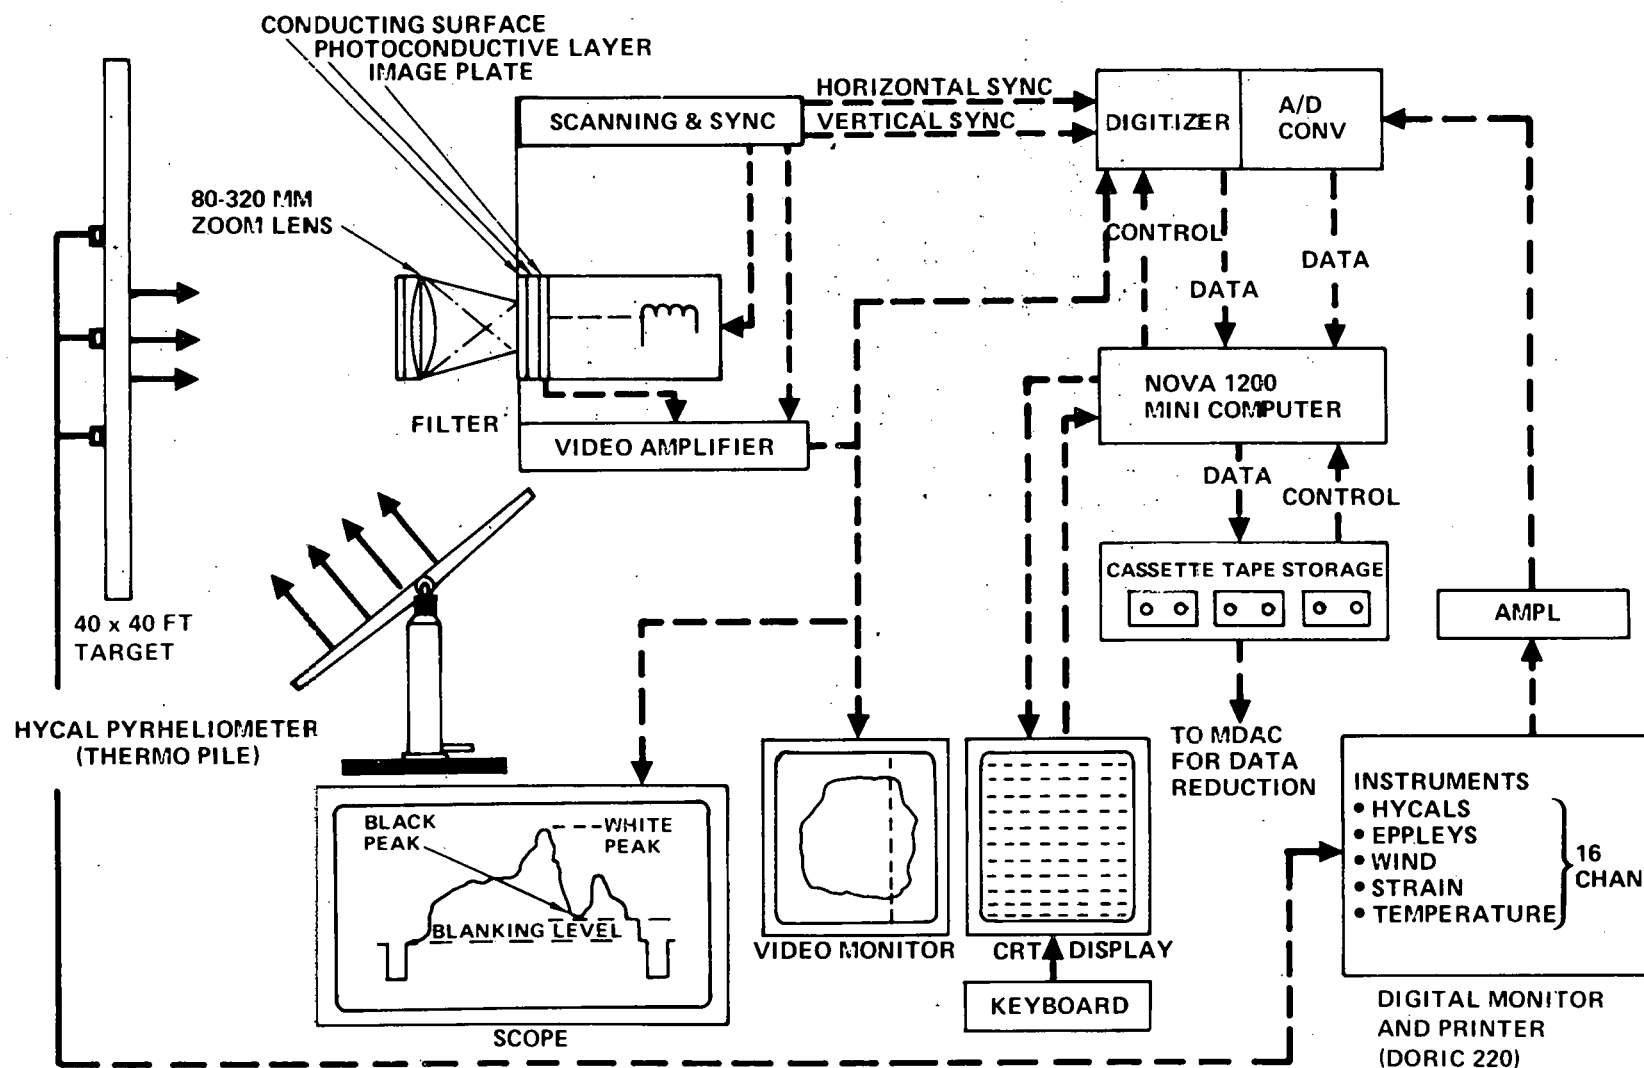 CONDUCTING SURFACE
PHOTOCONDUCTIVE LAYER
IMAGE PLATE
SCANNING & SYNC
HORIZONTAL SYNC
VERTICAL SYNC
DIGITIZER
A/D
CONV
80-320 MM
ZOOM LENS
CONTROL
DATA
DATA
FILTER
VIDEO AMPLIFIER
NOVA 1200
MINI COMPUTER
DATA
CONTROL
CASSETTE TAPE STORAGE
AMPL
40 x 40 FT
TARGET
HYCAL PYRHELIOMETER
(THERMO PILE)
TO MDAC
FOR DATA
REDUCTION
INSTRUMENTS
• HYCALS
• EPPLEYS
• WIND
• STRAIN
• TEMPERATURE
16
CHAN
BLACK
PEAK
WHITE
PEAK
BLANKING LEVEL
SCOPE
VIDEO MONITOR
CRT DISPLAY
KEYBOARD
DIGITAL MONITOR
AND PRINTER
(DORIC 220)